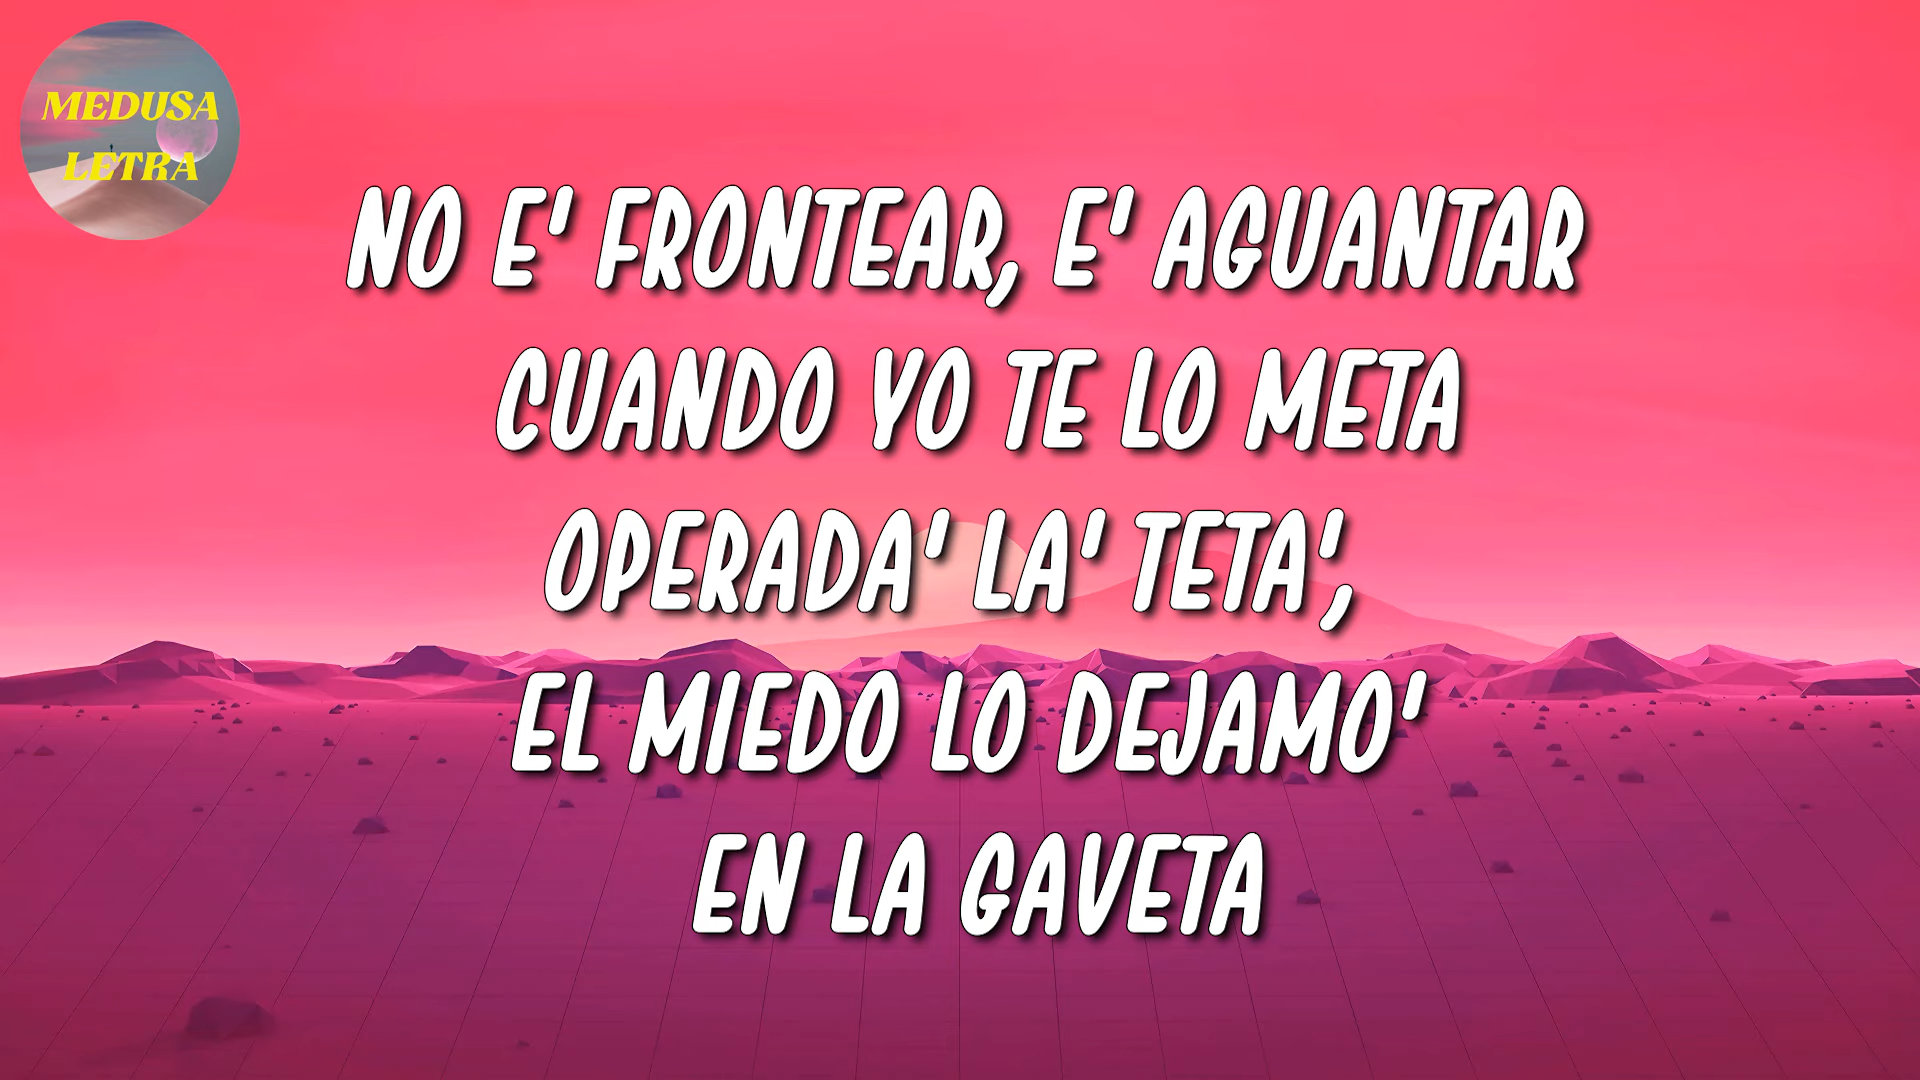 MEDUSA
LETRA
NO E' FRONTEAR, E' AGUANTAR
CUANDO YO TE LO META
OPERADA' LA' TETA',
EL MIEDO LO DEJAMO'
EN LA GAVETA